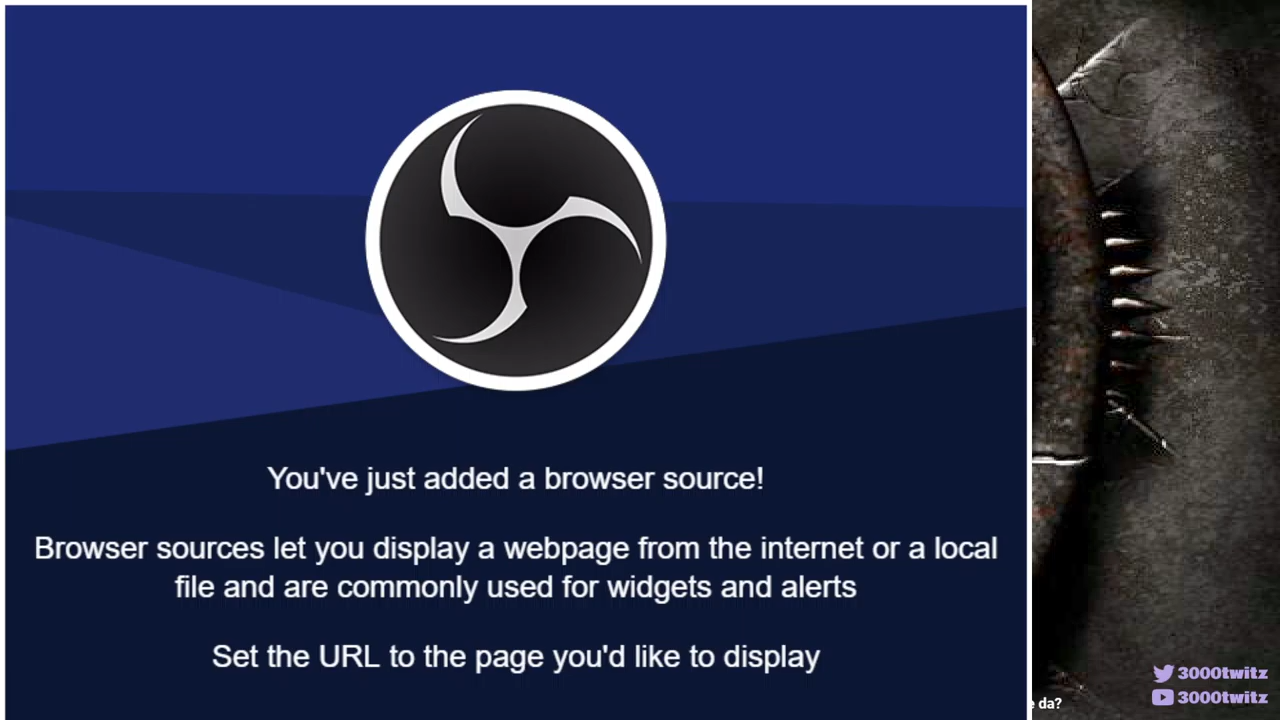 You've just added a browser source!
Browser sources let you display a webpage from the internet or a local
file and are commonly used for widgets and alerts
Set the URL to the page you'd like to display
3000twitz
3000twitz
da?